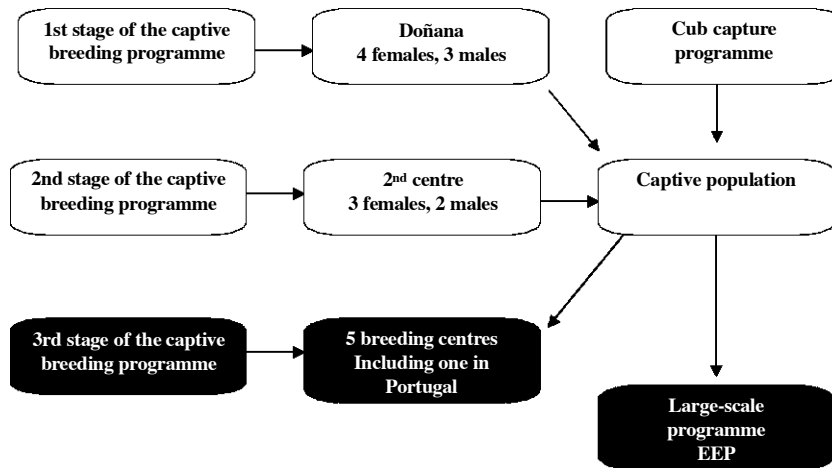 1st stage of the captive
breeding programme
Doñana
4 females, 3 males
Cub capture
programme
2nd stage of the captive
breeding programme
2nd centre
3 females, 2 males
Captive population
3rd stage of the captive
breeding programme
5 breeding centres
Including one in
Portugal
Large-scale
programme
EEP